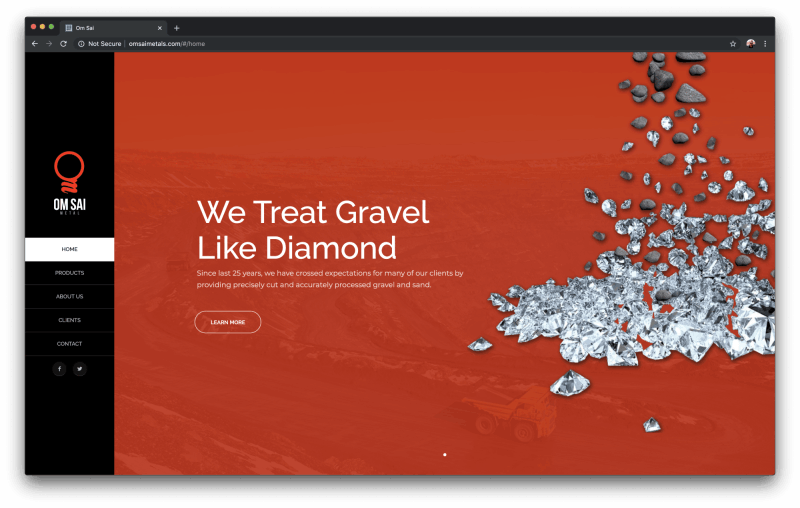 Om Sai
Not Secure | omsaimetals.com/#/home
OM SAI
METAL
HOME
PRODUCTS
ABOUT US
CLIENTS
CONTACT
We Treat Gravel
Like Diamond
Since last 25 years, we have crossed expectations for many of our clients by
providing precisely cut and accurately processed gravel and sand.
LEARN MORE